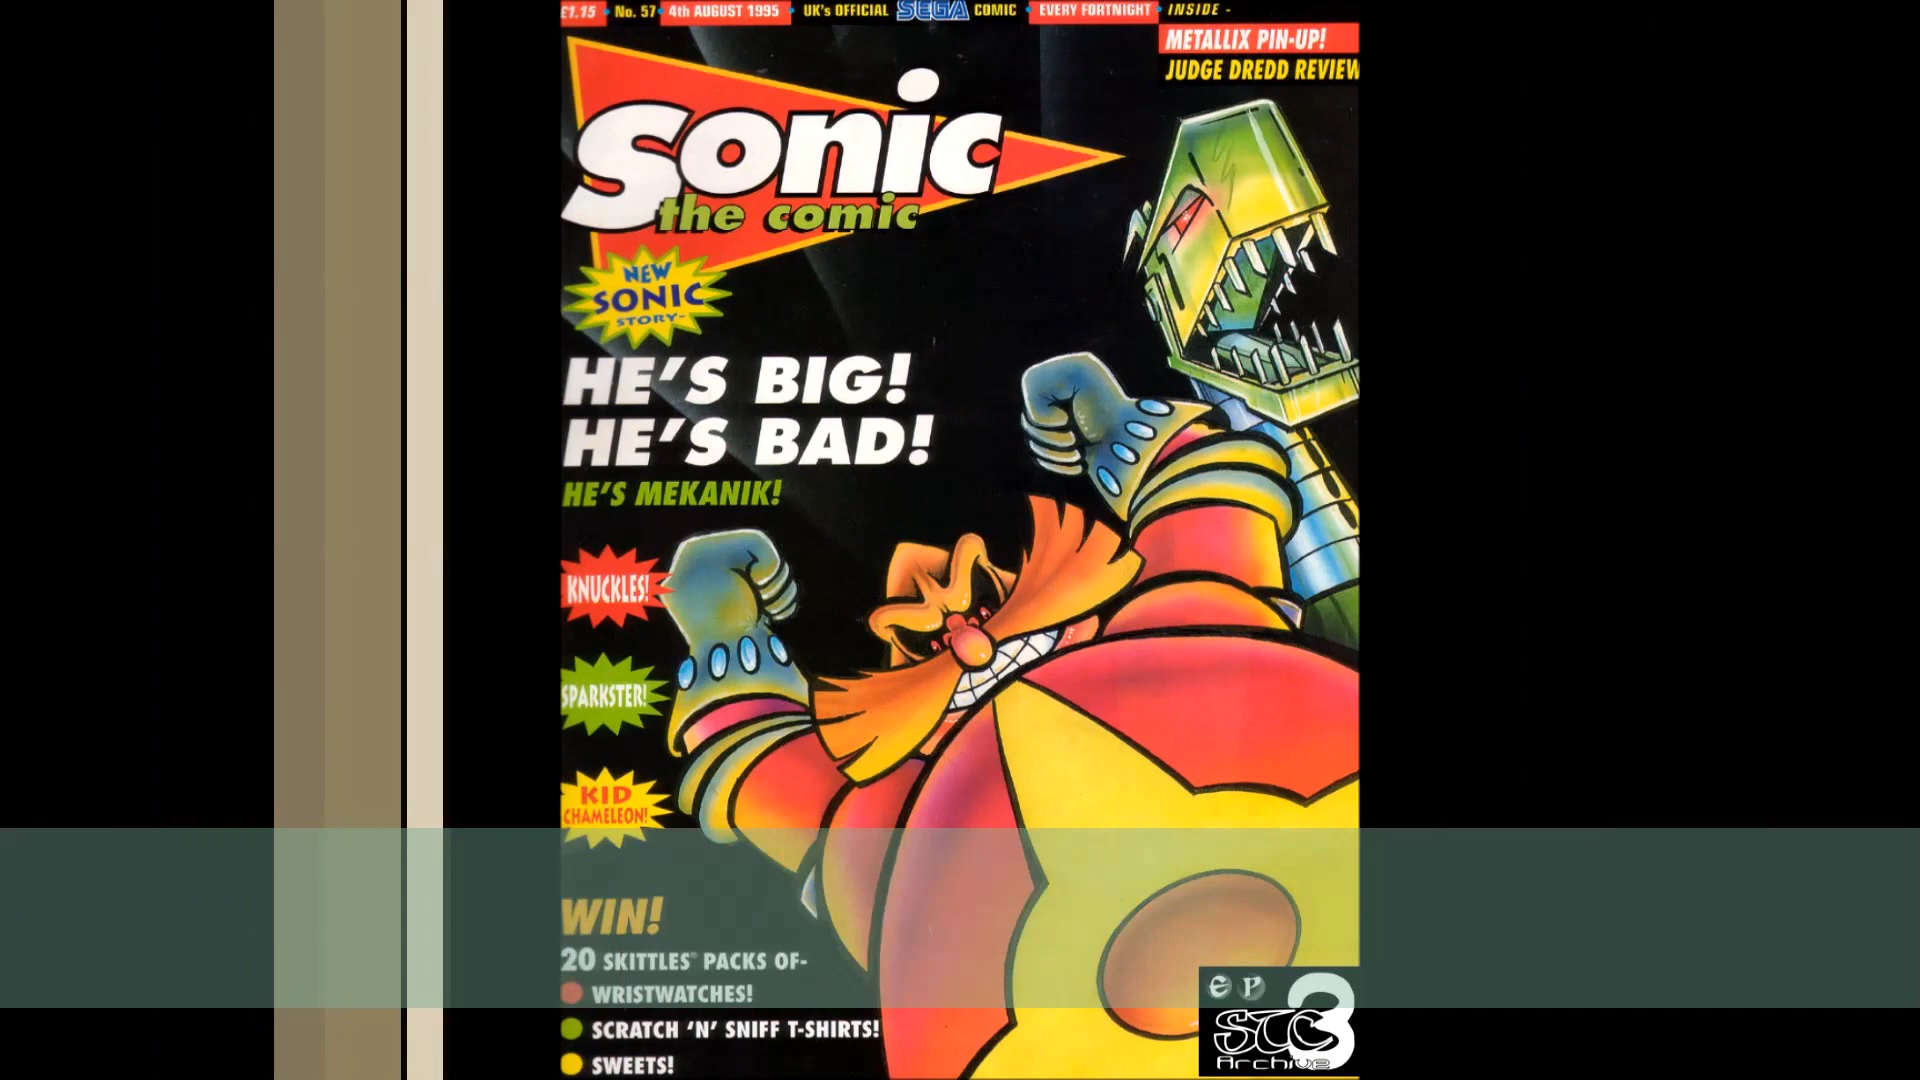 £1.15 • No. 57 • 4th AUGUST 1995 • UK's OFFICIAL SEGA COMIC • EVERY FORTNIGHT • INSIDE -
METALLIX PIN-UP!
JUDGE DREDD REVIEW
sonic
the comic
NEW
SONIC
STORY-
HE'S BIG!
HE'S BAD!
HE'S MEKANIK!
KNUCKLES!
SPARKSTER!
KID
CHAMELEON!
WIN!
20 SKITTLES® PACKS OF-
WRISTWATCHES!
SCRATCH 'N' SNIFF T-SHIRTS!
SWEETS!
e p
STC 3
Archive